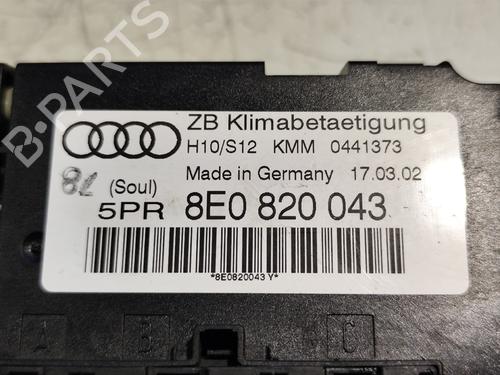 ZB Klimabetaetigung
H10/S12 KMM 0441373
Made in Germany 17.03.02
(Soul)
5PR 8E0 820 043
*8E0820043 Y*
A B C
B-PARTS